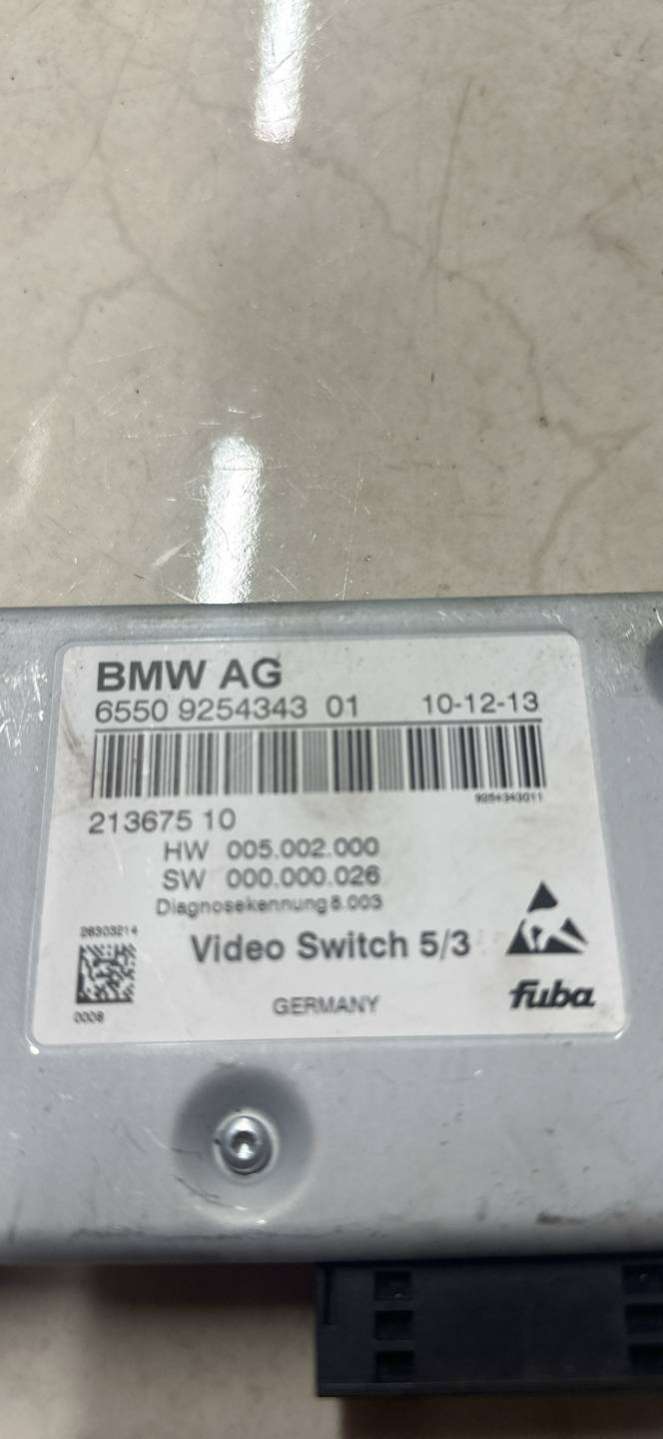 BMW AG
6550 9254343 01 10-12-13
9254343011
213675 10
HW 005.002.000
SW 000.000.026
Diagnosekennung 8.003
26303214
Video Switch 5/3
0008
GERMANY
fuba